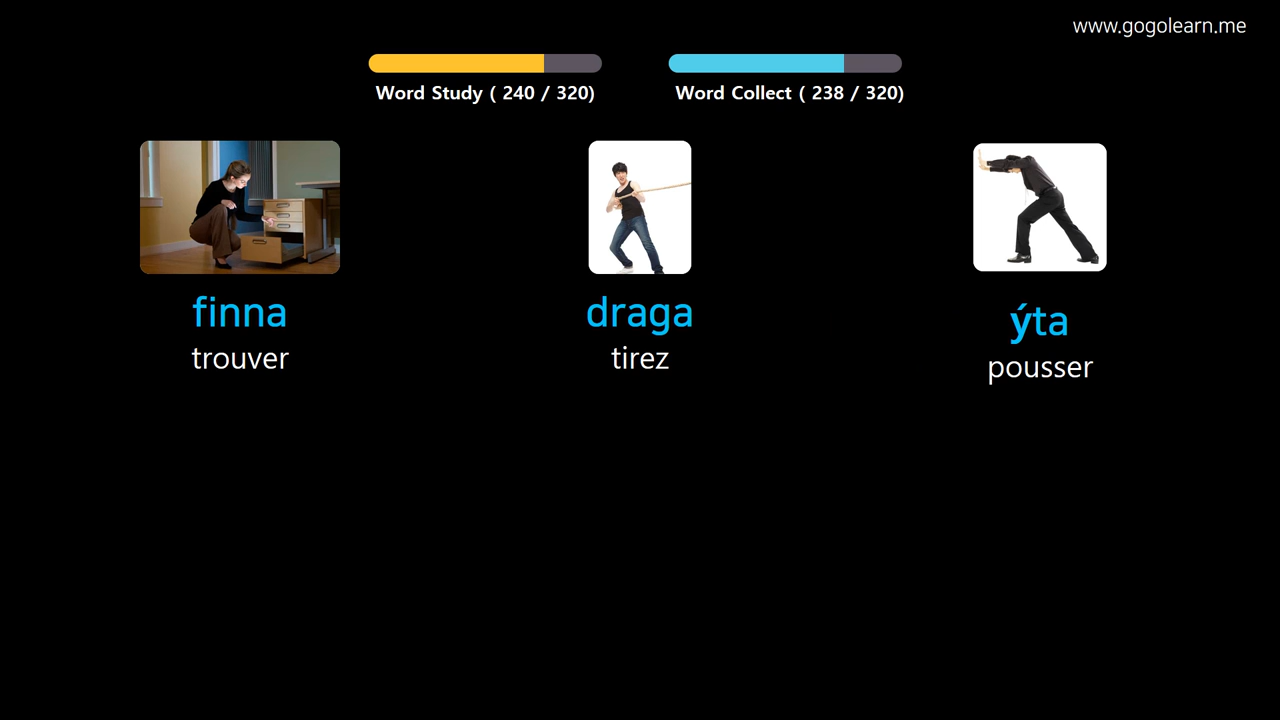 www.gogolearn.me
Word Study ( 240 / 320)
Word Collect ( 238 / 320)
finna
trouver
draga
tirez
ýta
pousser